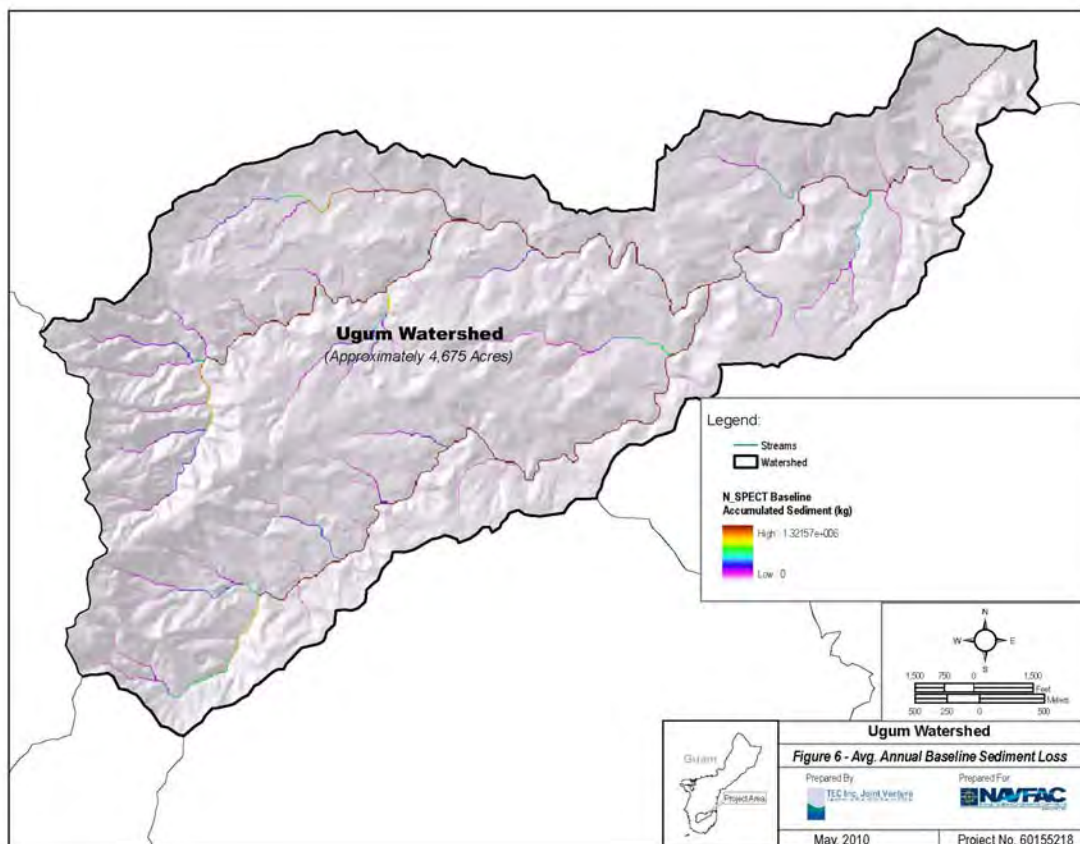 Ugum Watershed
(Approximately 4,675 Acres)
Legend:
Streams
Watershed
N_SPECT Baseline
Accumulated Sediment (kg)
High : 1.32157e+006
Low : 0
N
W E
S
1,500 750 0 1,500
Feet
Meters
500 250 0 500
Guam
Project Area
Ugum Watershed
Figure 6 - Avg. Annual Baseline Sediment Loss
Prepared By
TEC Inc. Joint Venture
Prepared For
NAVFAC
May, 2010
Project No. 60155218